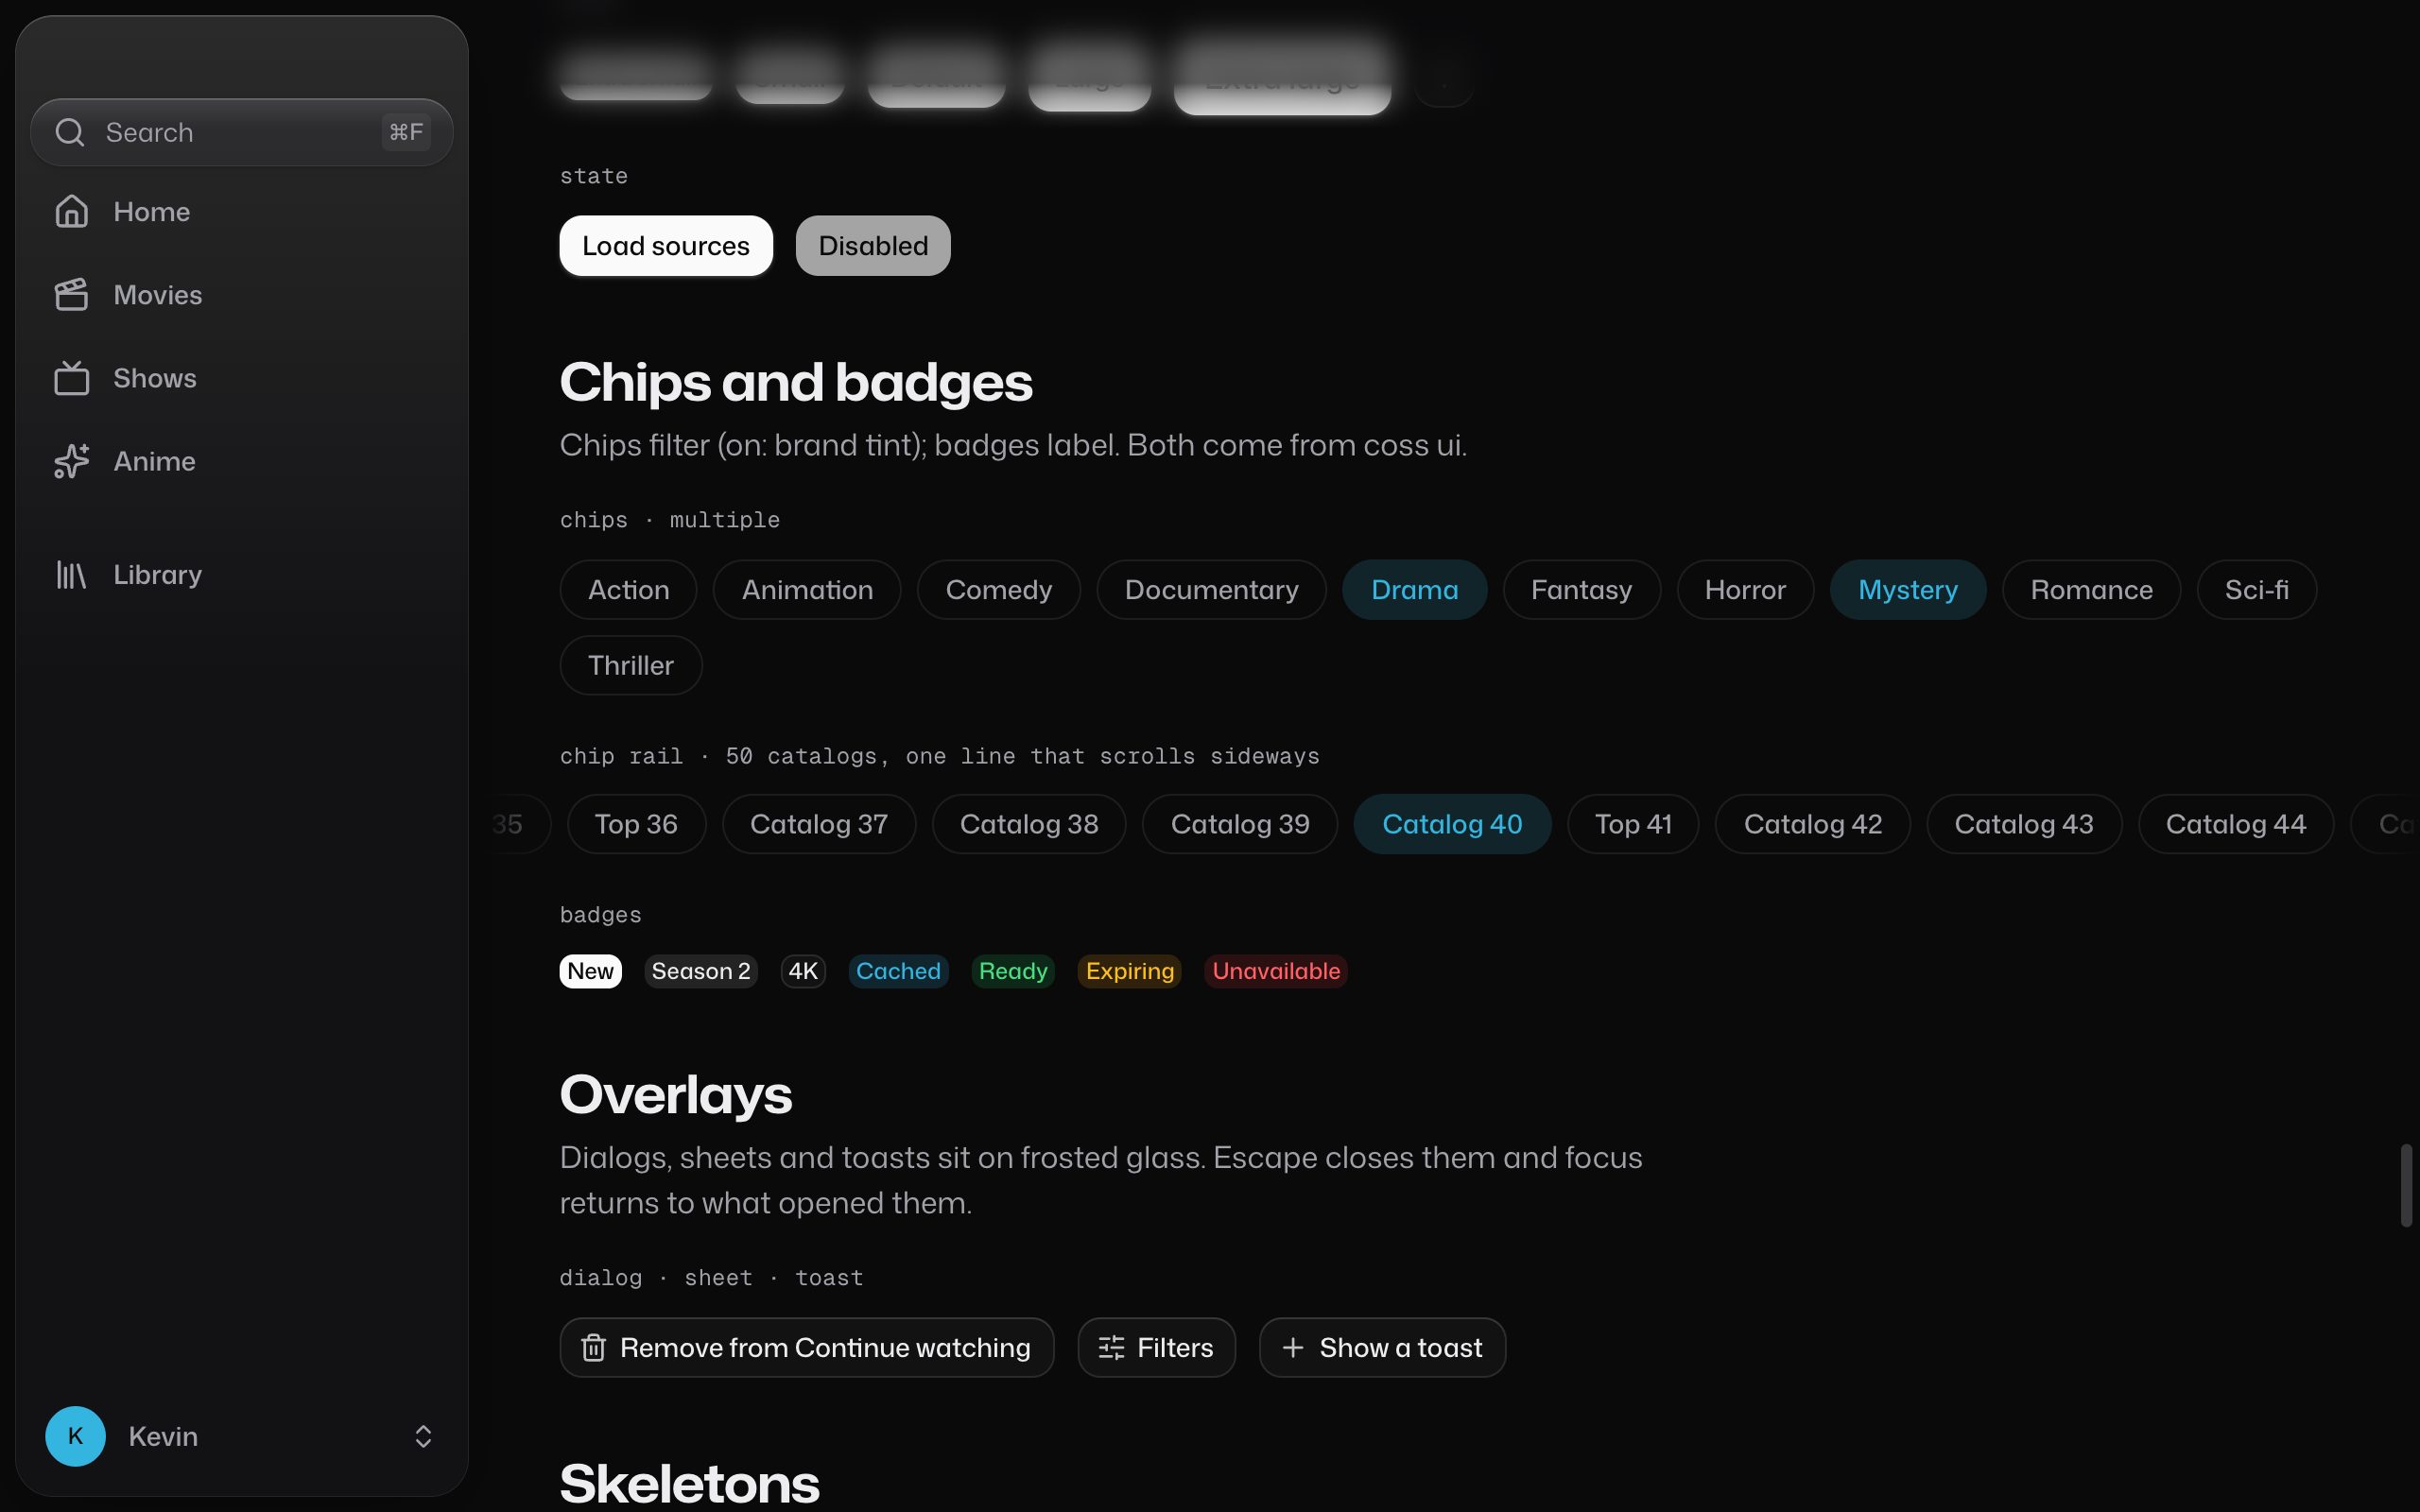 Search ⌘F
Home
Movies
Shows
Anime
Library
K Kevin
Default Large Extra large
state
Load sources Disabled
Chips and badges
Chips filter (on: brand tint); badges label. Both come from coss ui.
chips · multiple
Action Animation Comedy Documentary Drama Fantasy Horror Mystery Romance Sci-fi
Thriller
chip rail · 50 catalogs, one line that scrolls sideways
35 Top 36 Catalog 37 Catalog 38 Catalog 39 Catalog 40 Top 41 Catalog 42 Catalog 43 Catalog 44 Ca
badges
New Season 2 4K Cached Ready Expiring Unavailable
Overlays
Dialogs, sheets and toasts sit on frosted glass. Escape closes them and focus
returns to what opened them.
dialog · sheet · toast
Remove from Continue watching Filters Show a toast
Skeletons